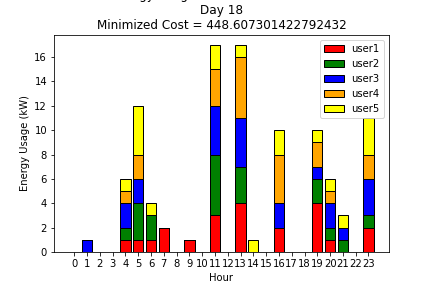 Day 18
Minimized Cost = 448.607301422792432
user1
user2
user3
user4
user5
Energy Usage (kW)
16
14
12
10
8
6
4
2
0
0 1 2 3 4 5 6 7 8 9 10 11 12 13 14 15 16 17 18 19 20 21 22 23
Hour